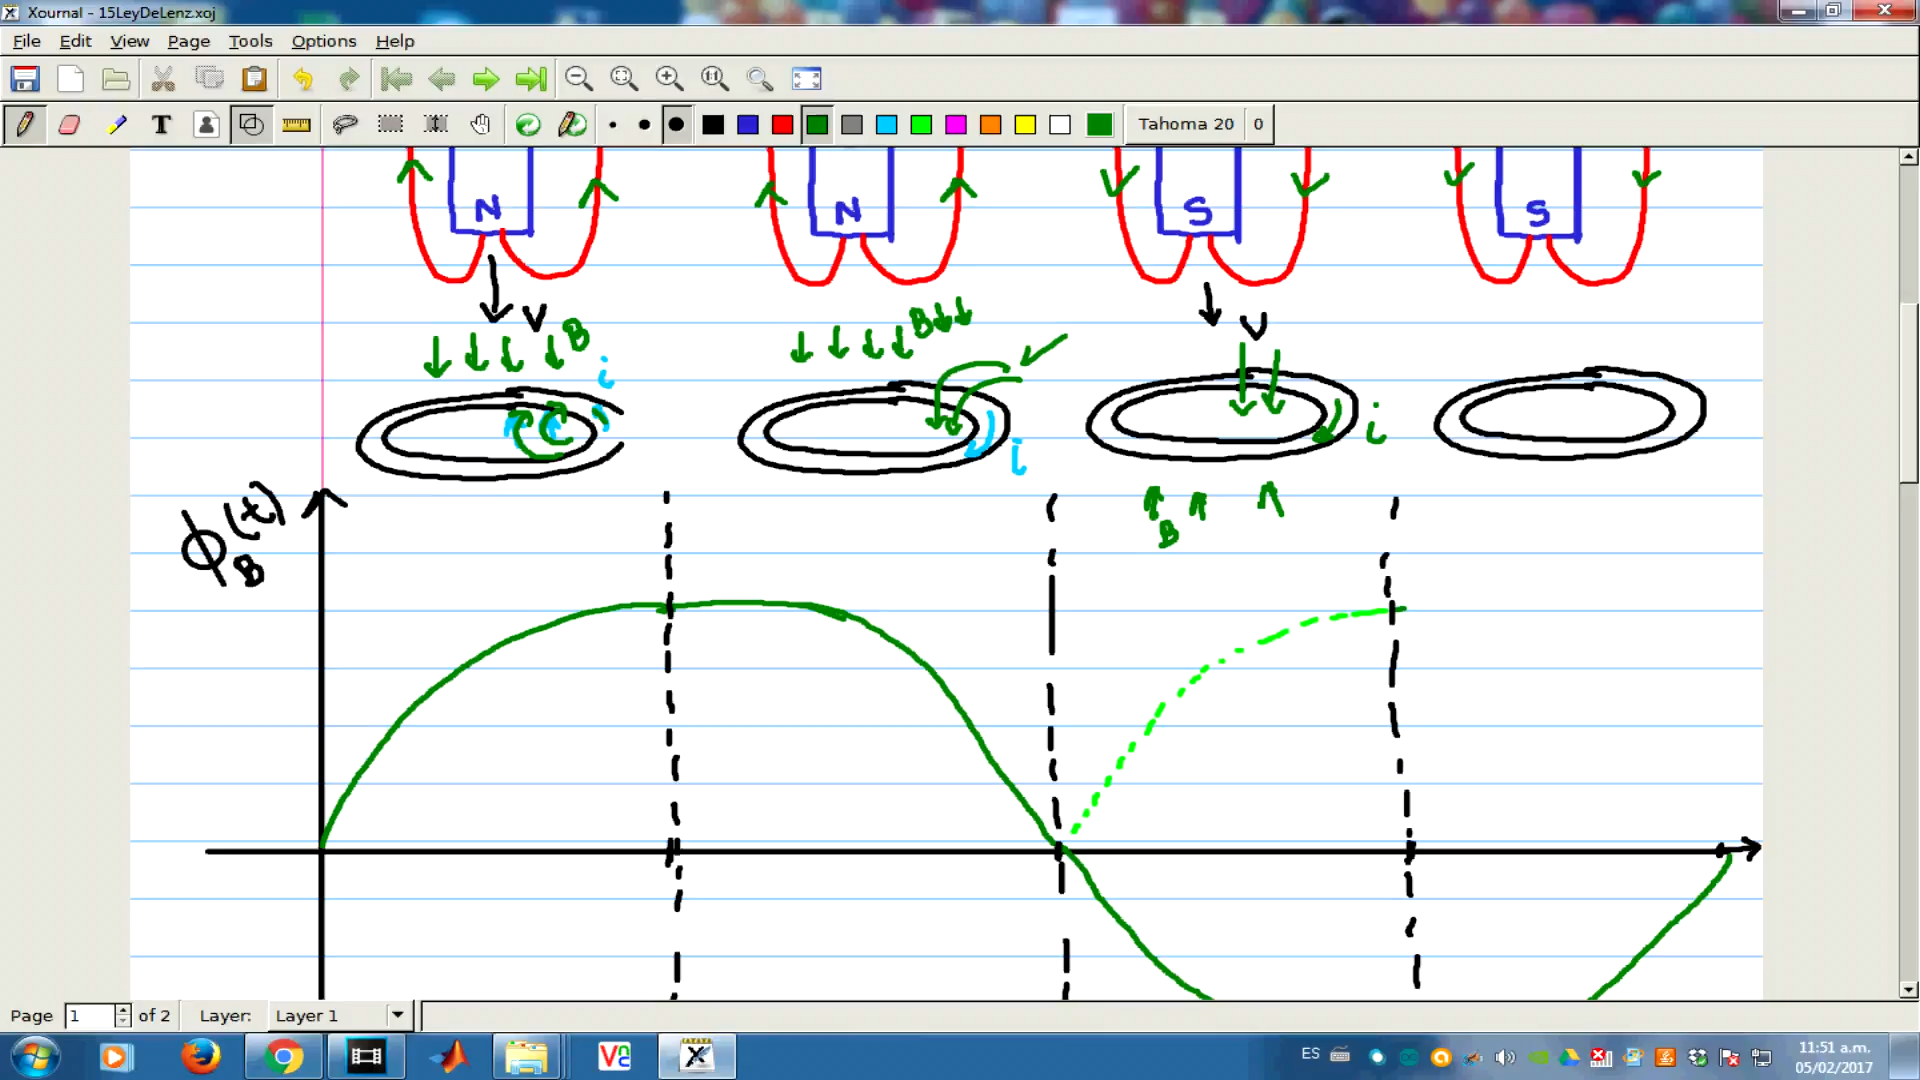 Xournal - 15LeyDeLenz.xoj
File Edit View Page Tools Options Help
T Tahoma 20 0
N N S S
V B i
B
V
i i
B
ϕB(t)
Page 1 of 2 Layer: Layer 1
ES 11:51 a.m.
05/02/2017